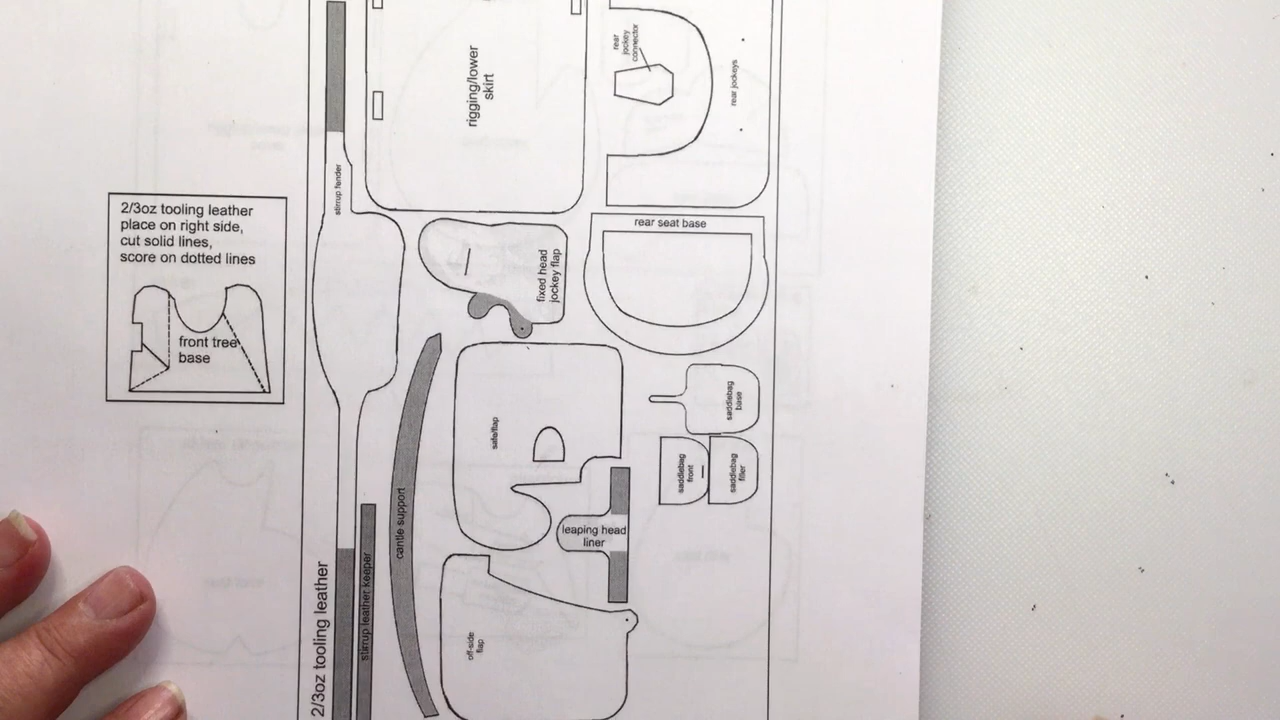 2/3oz tooling leather
place on right side,
cut solid lines,
score on dotted lines
front tree
base
2/3oz tooling leather
stirrup fender
stirrup leather keeper
cantle support
rigging/lower
skirt
rear
jockey
connector
rear jockeys
fixed head
jockey flap
rear seat base
safe/flap
saddlebag
base
saddlebag
front
saddlebag
filler
leaping head
liner
off-side
flap